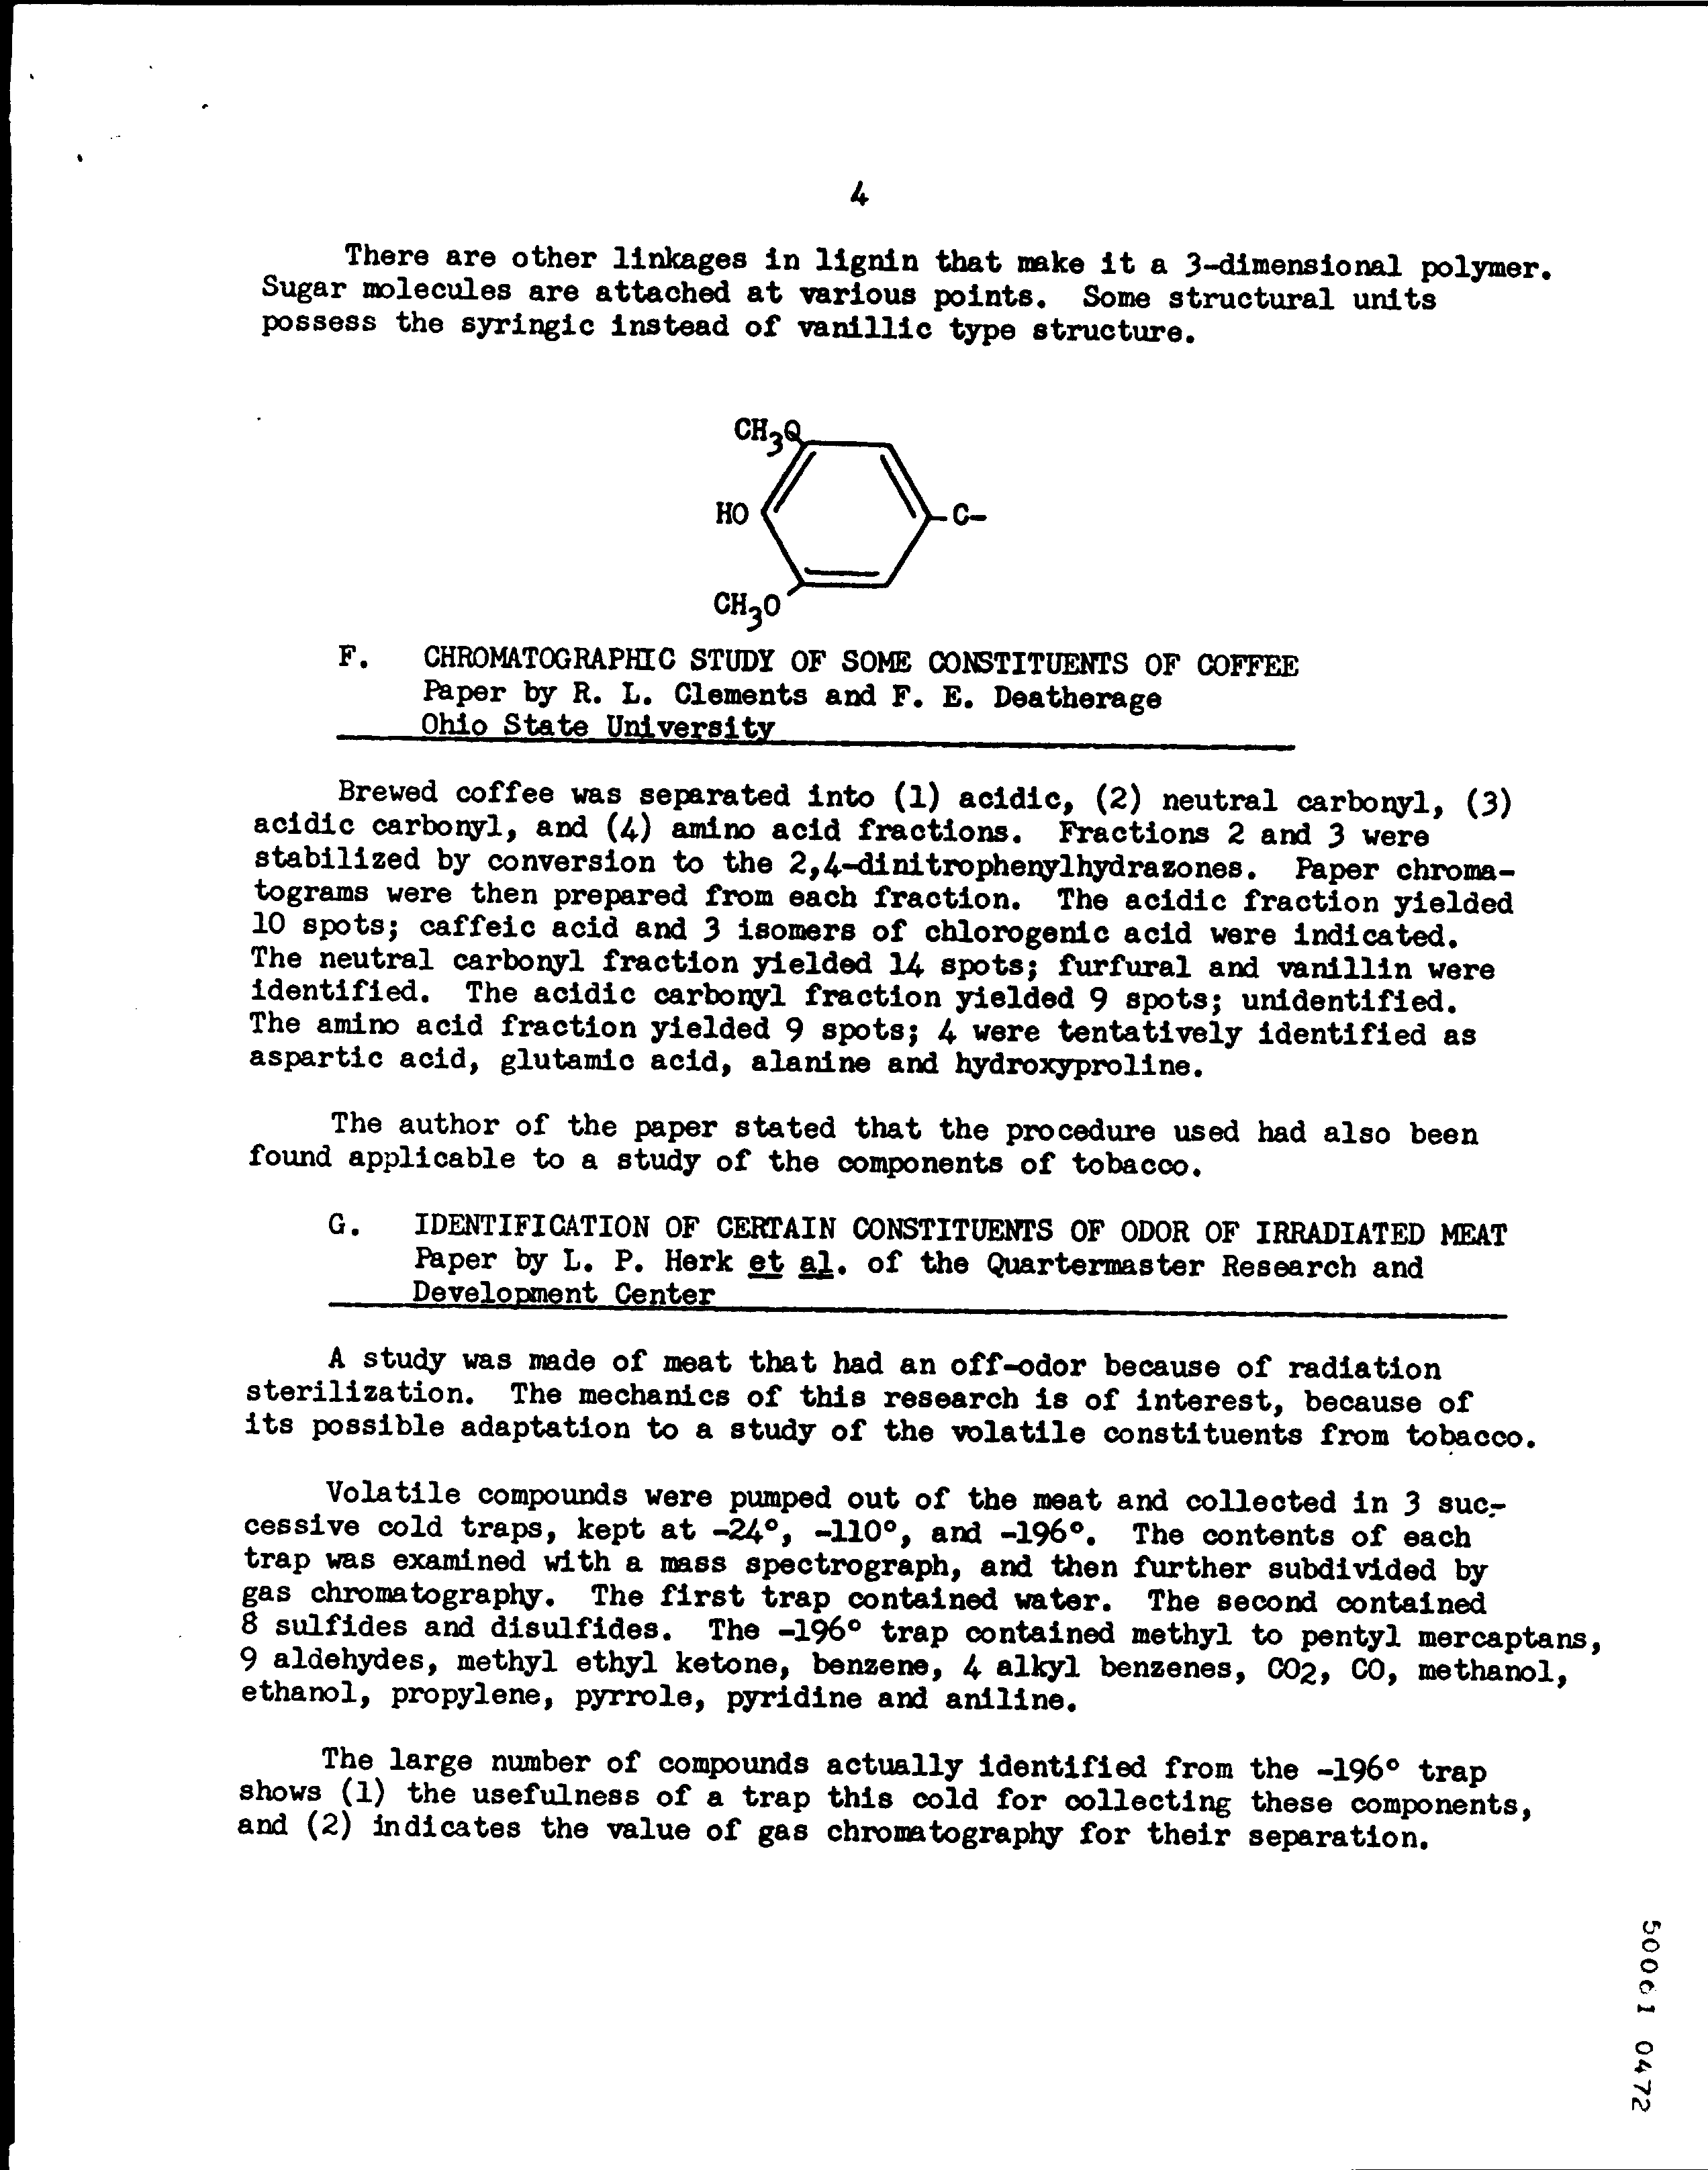 4
There are other linkages in lignin that make it a 3-dimensional polymer.
Sugar molecules are attached at various points. Some structural units
possess the syringic instead of vanillic type structure.
CH3O
HO
-C-
CH3O
F. CHROMATOGRAPHIC STUDY OF SOME CONSTITUENTS OF COFFEE
Paper by R. L. Clements and F. E. Deatherage
Ohio State University
Brewed coffee was separated into (1) acidic, (2) neutral carbonyl, (3)
acidic carbonyl, and (4) amino acid fractions. Fractions 2 and 3 were
stabilized by conversion to the 2,4-dinitrophenylhydrazones. Paper chroma-
tograms were then prepared from each fraction. The acidic fraction yielded
10 spots; caffeic acid and 3 isomers of chlorogenic acid were indicated.
The neutral carbonyl fraction yielded 14 spots; furfural and vanillin were
identified. The acidic carbonyl fraction yielded 9 spots; unidentified.
The amino acid fraction yielded 9 spots; 4 were tentatively identified as
aspartic acid, glutamic acid, alanine and hydroxyproline.
The author of the paper stated that the procedure used had also been
found applicable to a study of the components of tobacco.
G. IDENTIFICATION OF CERTAIN CONSTITUENTS OF ODOR OF IRRADIATED MEAT
Paper by L. P. Herk et al. of the Quartermaster Research and
Development Center
A study was made of meat that had an off-odor because of radiation
sterilization. The mechanics of this research is of interest, because of
its possible adaptation to a study of the volatile constituents from tobacco.
Volatile compounds were pumped out of the meat and collected in 3 suc-
cessive cold traps, kept at -24°, -110°, and -196°. The contents of each
trap was examined with a mass spectrograph, and then further subdivided by
gas chromatography. The first trap contained water. The second contained
8 sulfides and disulfides. The -196° trap contained methyl to pentyl mercaptans,
9 aldehydes, methyl ethyl ketone, benzene, 4 alkyl benzenes, CO2, CO, methanol,
ethanol, propylene, pyrrole, pyridine and aniline.
The large number of compounds actually identified from the -196° trap
shows (1) the usefulness of a trap this cold for collecting these components,
and (2) indicates the value of gas chromatography for their separation.
50061 0472